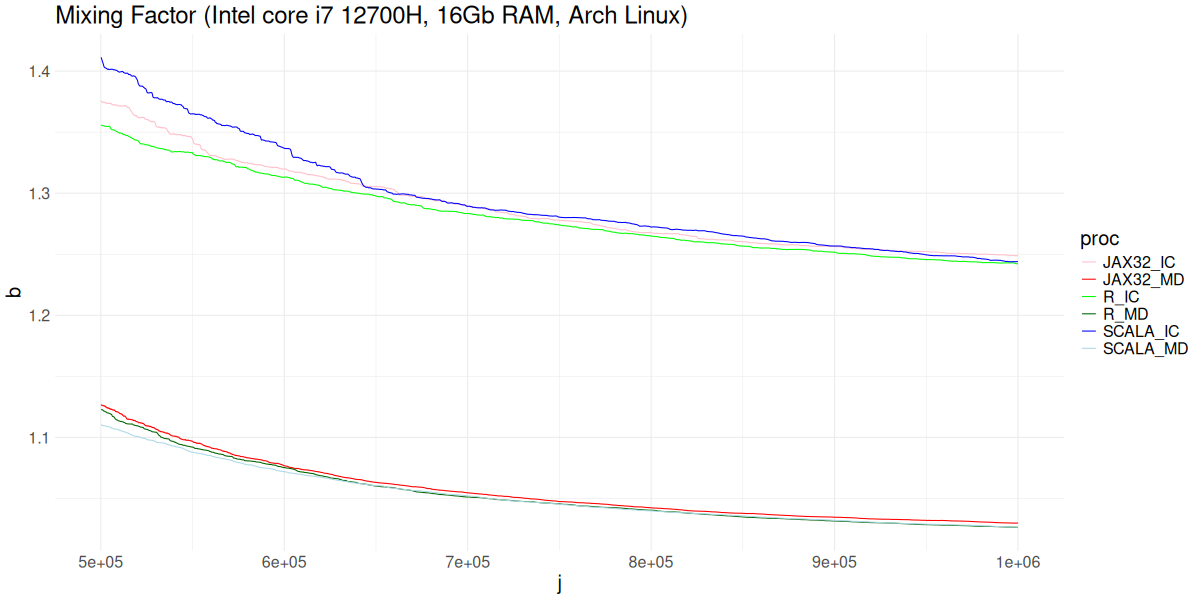 Mixing Factor (Intel core i7 12700H, 16Gb RAM, Arch Linux)
1.4
1.3
1.2
1.1
b
5e+05 6e+05 7e+05 8e+05 9e+05 1e+06
j
proc
JAX32_IC
JAX32_MD
R_IC
R_MD
SCALA_IC
SCALA_MD